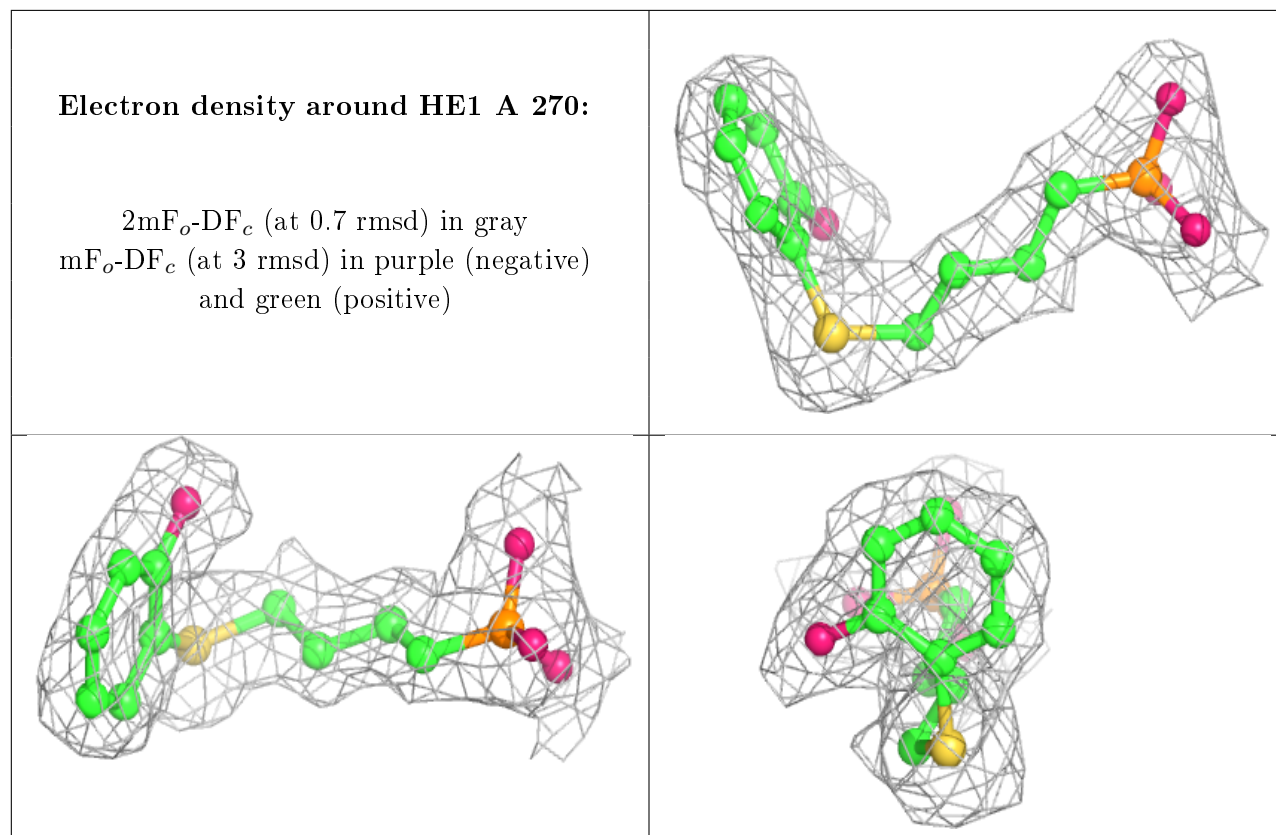 Electron density around HE1 A 270:
2mFo-DFc (at 0.7 rmsd) in gray
mFo-DFc (at 3 rmsd) in purple (negative)
and green (positive)